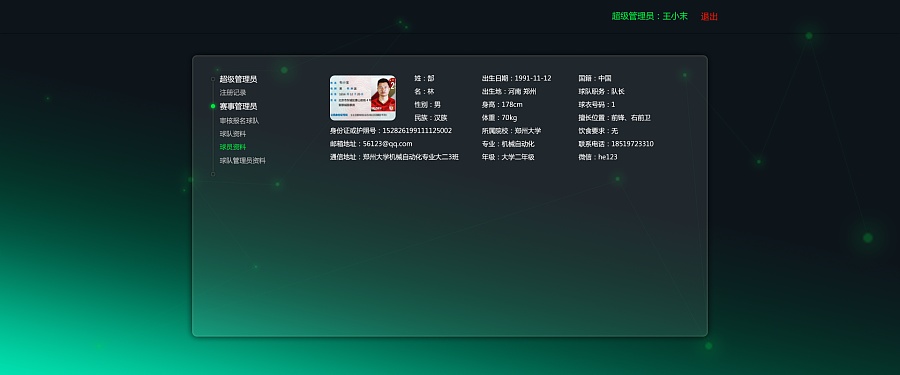 超级管理员：王小末 退出
超级管理员
注册记录
赛事管理员
审核报名球队
球队资料
球员资料
球队管理员资料
姓：郜 出生日期：1991-11-12 国籍：中国
名：林 出生地：河南 郑州 球队职务：队长
性别：男 身高：178cm 球衣号码：1
民族：汉族 体重：70kg 擅长位置：前锋、右前卫
身份证或护照号：152826199111125002 所属院校：郑州大学 饮食要求：无
邮箱地址：56123@qq.com 专业：机械自动化 联系电话：18519723310
通信地址：郑州大学机械自动化专业大二3班 年级：大学二年级 微信：he123